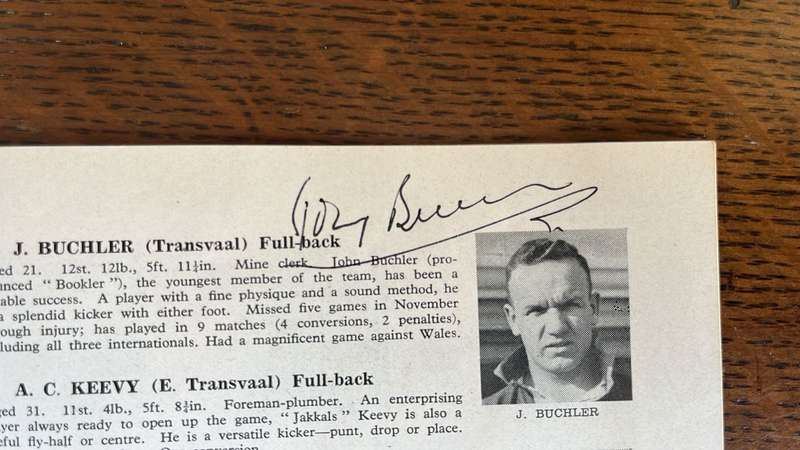 J. BUCHLER (Transvaal) Full-back
ed 21. 12st. 12lb., 5ft. 11¼in. Mine clerk. John Buchler (pro-
anced "Bookler"), the youngest member of the team, has been a
able success. A player with a fine physique and a sound method, he
a splendid kicker with either foot. Missed five games in November
ough injury; has played in 9 matches (4 conversions, 2 penalties),
luding all three internationals. Had a magnificent game against Wales.
J. BUCHLER
A. C. KEEVY (E. Transvaal) Full-back
ed 31. 11st. 4lb., 5ft. 8¾in. Foreman-plumber. An enterprising
yer always ready to open up the game, "Jakkals" Keevy is also a
eful fly-half or centre. He is a versatile kicker—punt, drop or place.